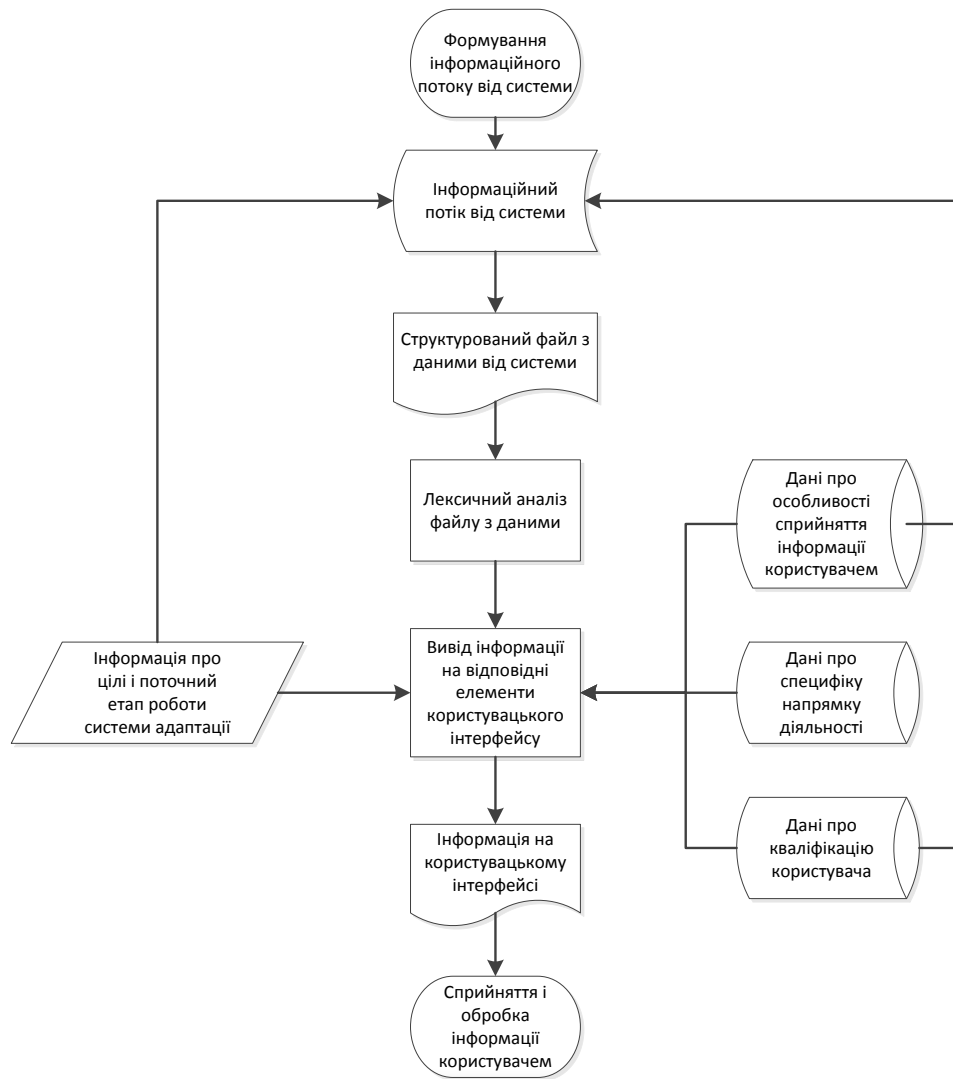 Формування
інформаційного
потоку від системи
Інформаційний
потік від системи
Структурований файл з
даними від системи
Лексичний аналіз
файлу з даними
Дані про
особливості
сприйняття
інформації
користувачем
Інформація про
цілі і поточний
етап роботи
системи адаптації
Вивід інформації
на відповідні
елементи
користувацького
інтерфейсу
Дані про
специфіку
напрямку
діяльності
Інформація на
користувацькому
інтерфейсі
Дані про
кваліфікацію
користувача
Сприйняття і
обробка
інформації
користувачем